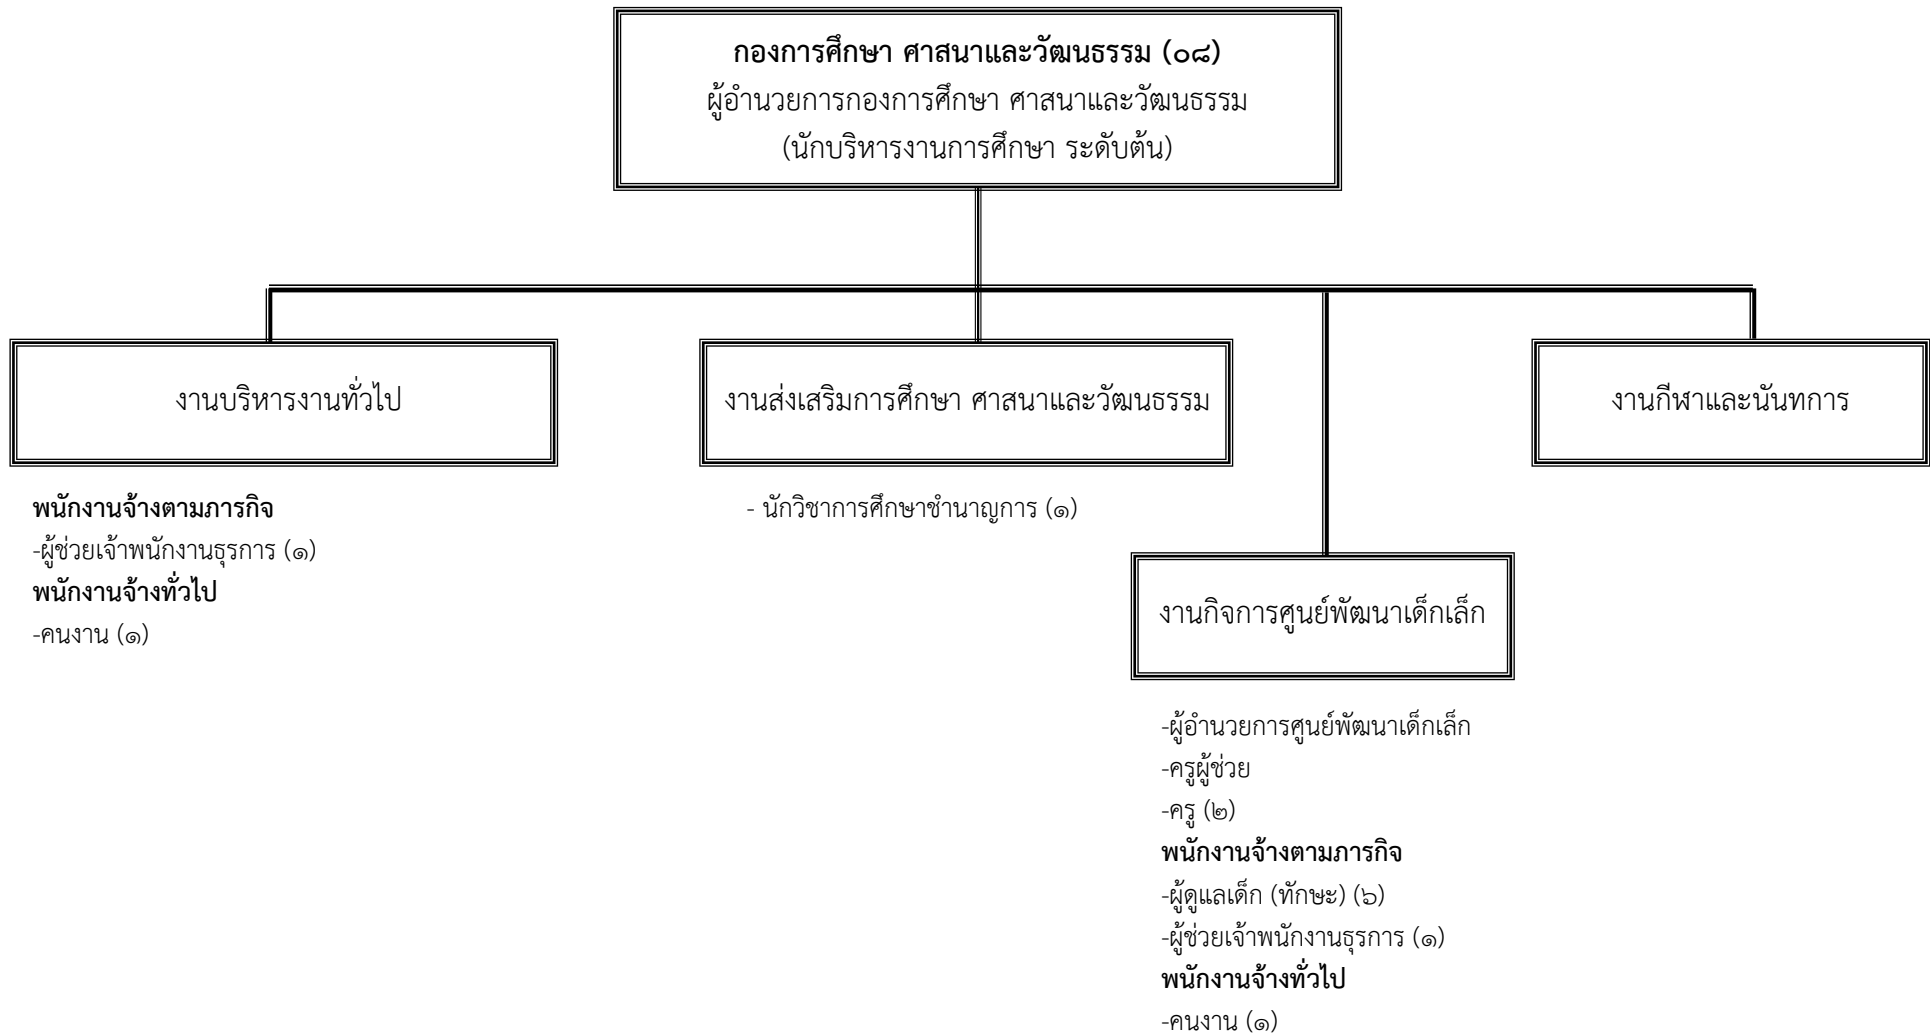 กองการศึกษา ศาสนาและวัฒนธรรม (๐๘)
ผู้อำนวยการกองการศึกษา ศาสนาและวัฒนธรรม
(นักบริหารงานการศึกษา ระดับต้น)
งานบริหารงานทั่วไป
พนักงานจ้างตามภารกิจ
-ผู้ช่วยเจ้าพนักงานธุรการ (๑)
พนักงานจ้างทั่วไป
-คนงาน (๑)
งานส่งเสริมการศึกษา ศาสนาและวัฒนธรรม
- นักวิชาการศึกษาชำนาญการ (๑)
งานกิจการศูนย์พัฒนาเด็กเล็ก
-ผู้อำนวยการศูนย์พัฒนาเด็กเล็ก
-ครูผู้ช่วย
-ครู (๒)
พนักงานจ้างตามภารกิจ
-ผู้ดูแลเด็ก (ทักษะ) (๖)
-ผู้ช่วยเจ้าพนักงานธุรการ (๑)
พนักงานจ้างทั่วไป
-คนงาน (๑)
งานกีฬาและนันทการ